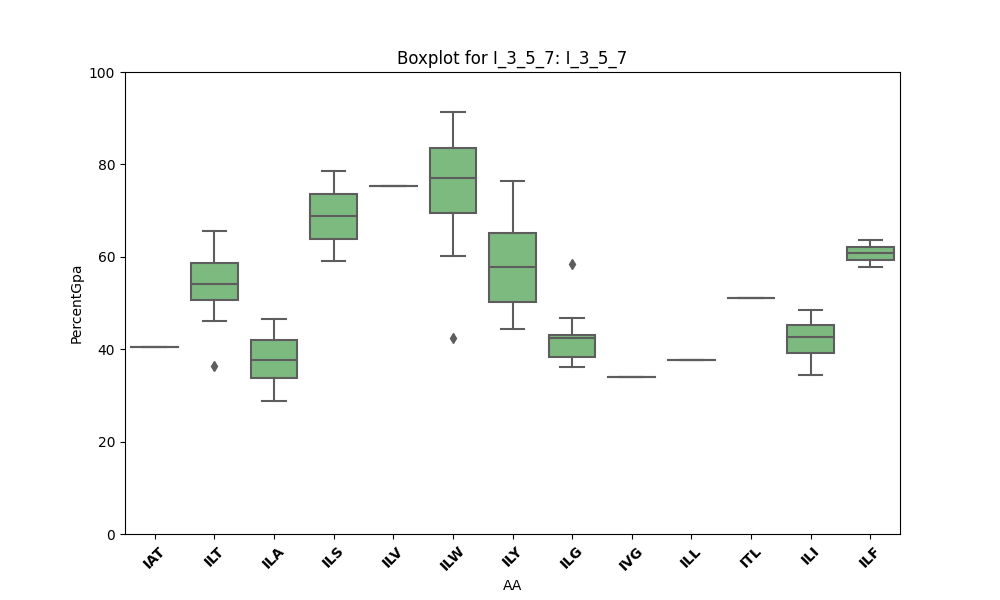 Boxplot for I_3_5_7: I_3_5_7
100
80
60
40
20
0
PercentGpa
IAT ILT ILA ILS ILV ILW ILY ILG IVG ILL ITL ILI ILF
AA